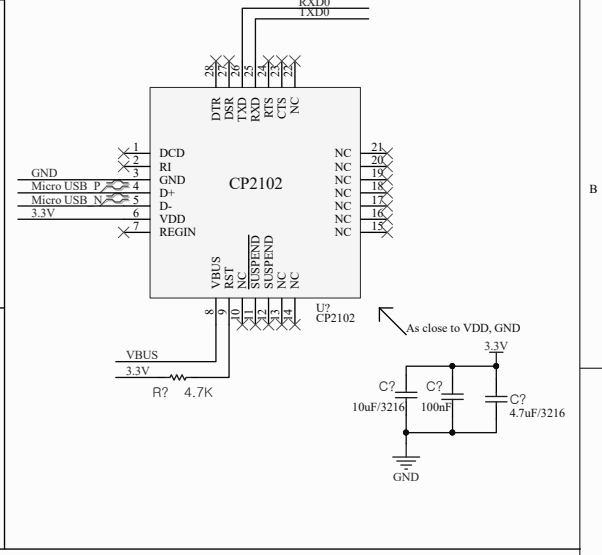 RXD0
TXD0
28 27 26 25 24 23 22
DTR DSR TXD RXD RTS CTS NC
1 DCD NC 21
2 RI NC 20
GND 3 GND NC 19
Micro USB_P 4 D+ NC 18
Micro USB_N 5 D- NC 17
3.3V 6 VDD NC 16
7 REGIN NC 15
CP2102
B
VBUS RST NC SUSPEND SUSPEND NC NC
8 9 10 11 12 13 14
U?
CP2102
As close to VDD, GND
VBUS
3.3V
R? 4.7K
3.3V
C? C? C?
10uF/3216 100nF 4.7uF/3216
GND